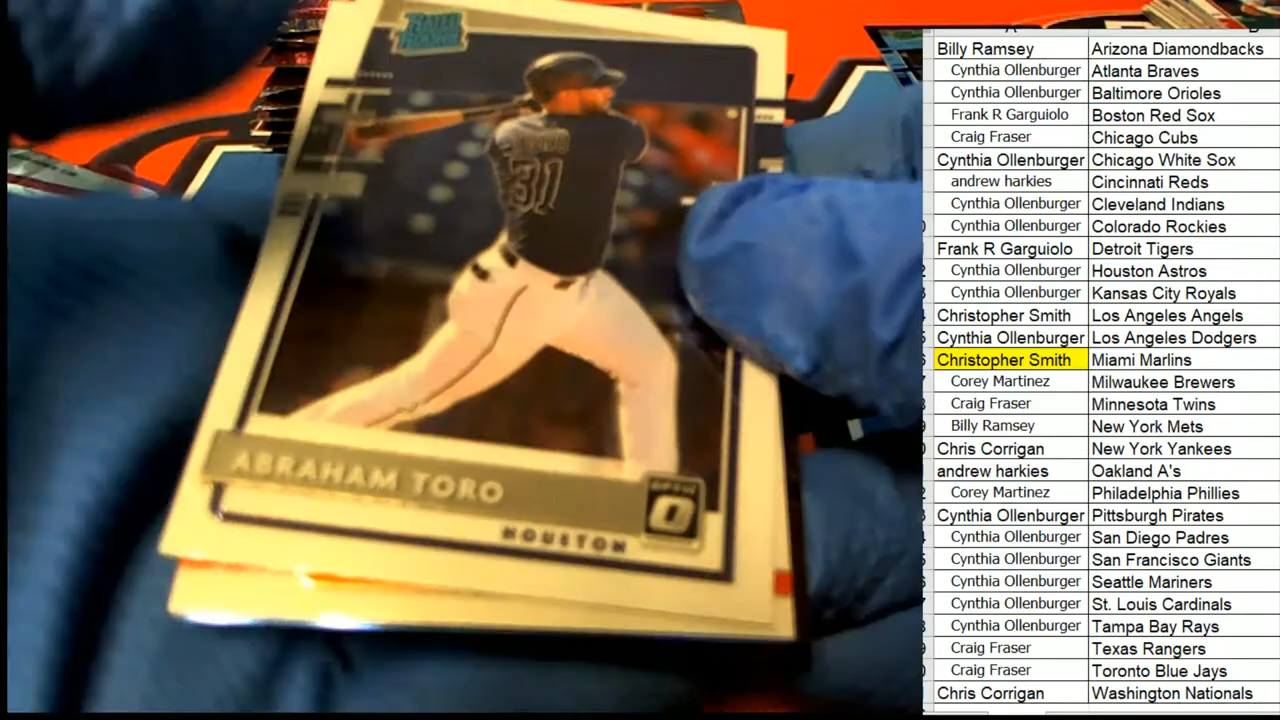 RATED
ROOKIE
31
ABRAHAM TORO
OPTIC
HOUSTON
Billy Ramsey Arizona Diamondbacks
Cynthia Ollenburger Atlanta Braves
Cynthia Ollenburger Baltimore Orioles
Frank R Garguiolo Boston Red Sox
Craig Fraser Chicago Cubs
Cynthia Ollenburger Chicago White Sox
andrew harkies Cincinnati Reds
Cynthia Ollenburger Cleveland Indians
Cynthia Ollenburger Colorado Rockies
Frank R Garguiolo Detroit Tigers
Cynthia Ollenburger Houston Astros
Cynthia Ollenburger Kansas City Royals
Christopher Smith Los Angeles Angels
Cynthia Ollenburger Los Angeles Dodgers
Christopher Smith Miami Marlins
Corey Martinez Milwaukee Brewers
Craig Fraser Minnesota Twins
Billy Ramsey New York Mets
Chris Corrigan New York Yankees
andrew harkies Oakland A's
Corey Martinez Philadelphia Phillies
Cynthia Ollenburger Pittsburgh Pirates
Cynthia Ollenburger San Diego Padres
Cynthia Ollenburger San Francisco Giants
Cynthia Ollenburger Seattle Mariners
Cynthia Ollenburger St. Louis Cardinals
Cynthia Ollenburger Tampa Bay Rays
Craig Fraser Texas Rangers
Craig Fraser Toronto Blue Jays
Chris Corrigan Washington Nationals